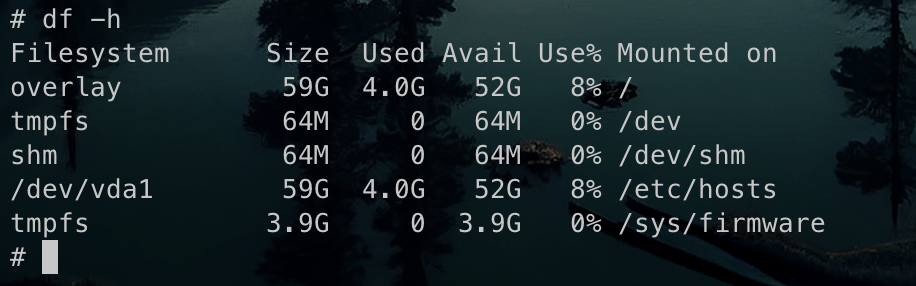 # df -h
Filesystem      Size  Used Avail Use% Mounted on
overlay          59G  4.0G   52G   8% /
tmpfs            64M     0   64M   0% /dev
shm              64M     0   64M   0% /dev/shm
/dev/vda1        59G  4.0G   52G   8% /etc/hosts
tmpfs           3.9G     0  3.9G   0% /sys/firmware
#